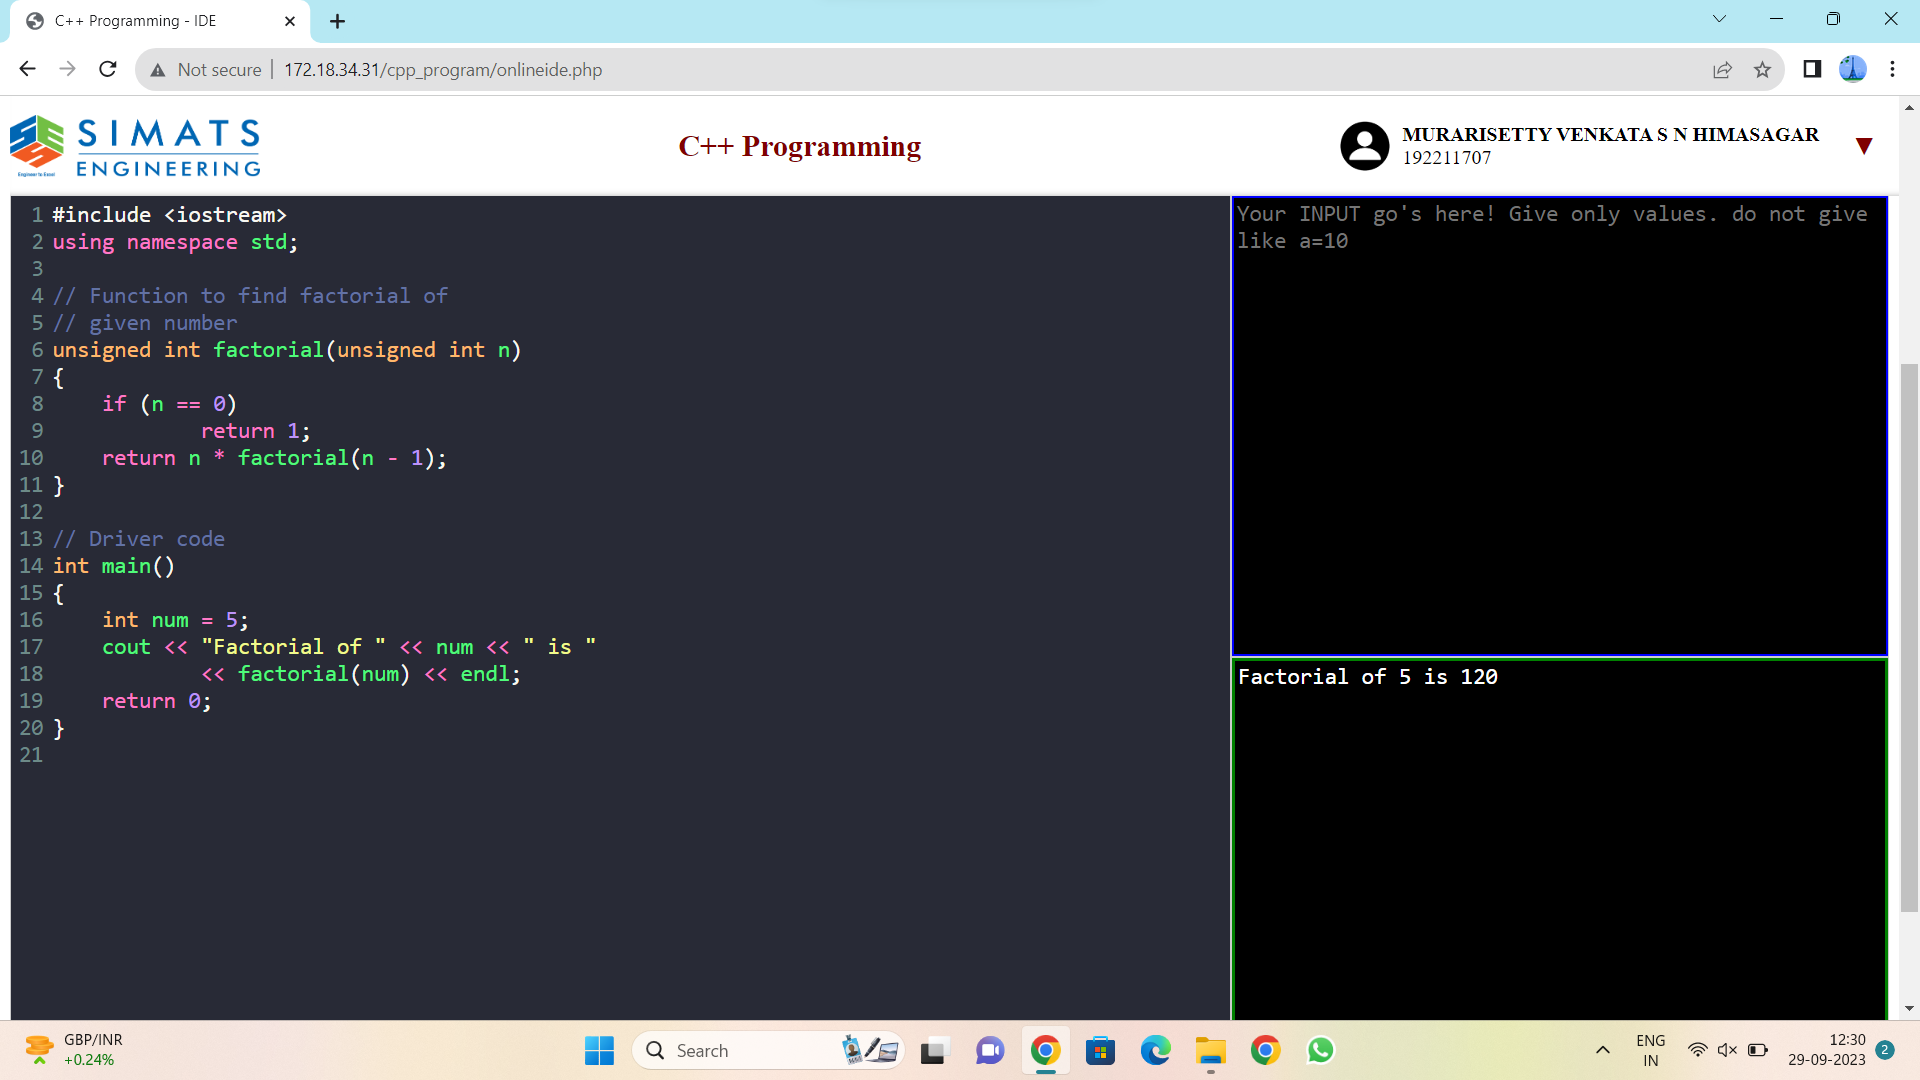 C++ Programming - IDE
Not secure
172.18.34.31/cpp_program/onlineide.php
SIMATS
ENGINEERING
Engineer to Excel
C++ Programming
MURARISETTY VENKATA S N HIMASAGAR
192211707
1 #include <iostream>
2 using namespace std;
3
4 // Function to find factorial of
5 // given number
6 unsigned int factorial(unsigned int n)
7 {
8     if (n == 0)
9             return 1;
10     return n * factorial(n - 1);
11 }
12
13 // Driver code
14 int main()
15 {
16     int num = 5;
17     cout << "Factorial of " << num << " is "
18             << factorial(num) << endl;
19     return 0;
20 }
21
Your INPUT go's here! Give only values. do not give
like a=10
Factorial of 5 is 120
GBP/INR
+0.24%
Search
ENG
IN
12:30
29-09-2023
2